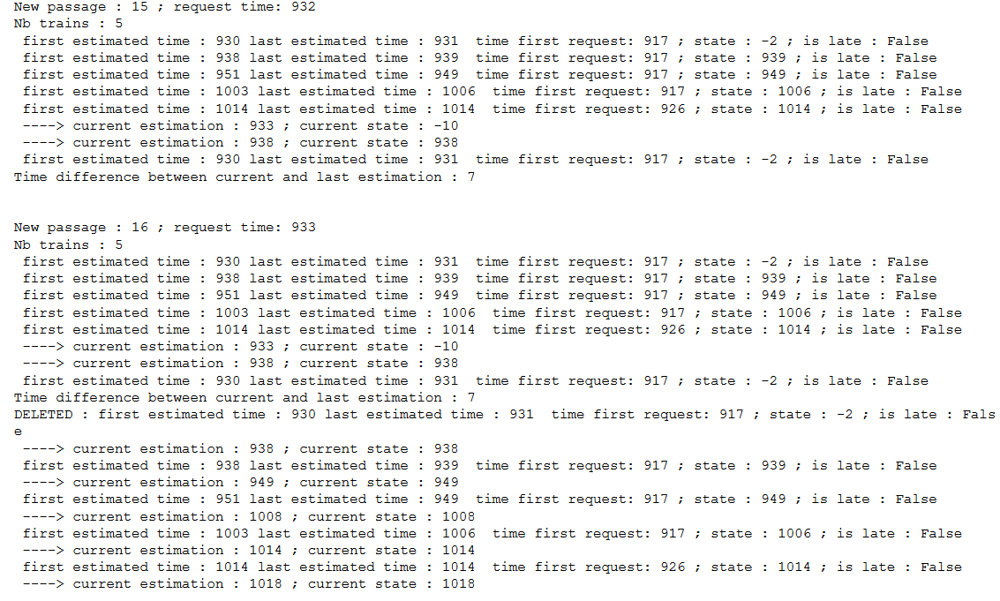 New passage : 15 ; request time: 932
Nb trains : 5
 first estimated time : 930 last estimated time : 931  time first request: 917 ; state : -2 ; is late : False
 first estimated time : 938 last estimated time : 939  time first request: 917 ; state : 939 ; is late : False
 first estimated time : 951 last estimated time : 949  time first request: 917 ; state : 949 ; is late : False
 first estimated time : 1003 last estimated time : 1006  time first request: 917 ; state : 1006 ; is late : False
 first estimated time : 1014 last estimated time : 1014  time first request: 926 ; state : 1014 ; is late : False
 ----> current estimation : 933 ; current state : -10
 ----> current estimation : 938 ; current state : 938
 first estimated time : 930 last estimated time : 931  time first request: 917 ; state : -2 ; is late : False
Time difference between current and last estimation : 7

New passage : 16 ; request time: 933
Nb trains : 5
 first estimated time : 930 last estimated time : 931  time first request: 917 ; state : -2 ; is late : False
 first estimated time : 938 last estimated time : 939  time first request: 917 ; state : 939 ; is late : False
 first estimated time : 951 last estimated time : 949  time first request: 917 ; state : 949 ; is late : False
 first estimated time : 1003 last estimated time : 1006  time first request: 917 ; state : 1006 ; is late : False
 first estimated time : 1014 last estimated time : 1014  time first request: 926 ; state : 1014 ; is late : False
 ----> current estimation : 933 ; current state : -10
 ----> current estimation : 938 ; current state : 938
 first estimated time : 930 last estimated time : 931  time first request: 917 ; state : -2 ; is late : False
Time difference between current and last estimation : 7
DELETED : first estimated time : 930 last estimated time : 931  time first request: 917 ; state : -2 ; is late : Fals
e
 ----> current estimation : 938 ; current state : 938
 first estimated time : 938 last estimated time : 939  time first request: 917 ; state : 939 ; is late : False
 ----> current estimation : 949 ; current state : 949
 first estimated time : 951 last estimated time : 949  time first request: 917 ; state : 949 ; is late : False
 ----> current estimation : 1008 ; current state : 1008
 first estimated time : 1003 last estimated time : 1006  time first request: 917 ; state : 1006 ; is late : False
 ----> current estimation : 1014 ; current state : 1014
 first estimated time : 1014 last estimated time : 1014  time first request: 926 ; state : 1014 ; is late : False
 ----> current estimation : 1018 ; current state : 1018